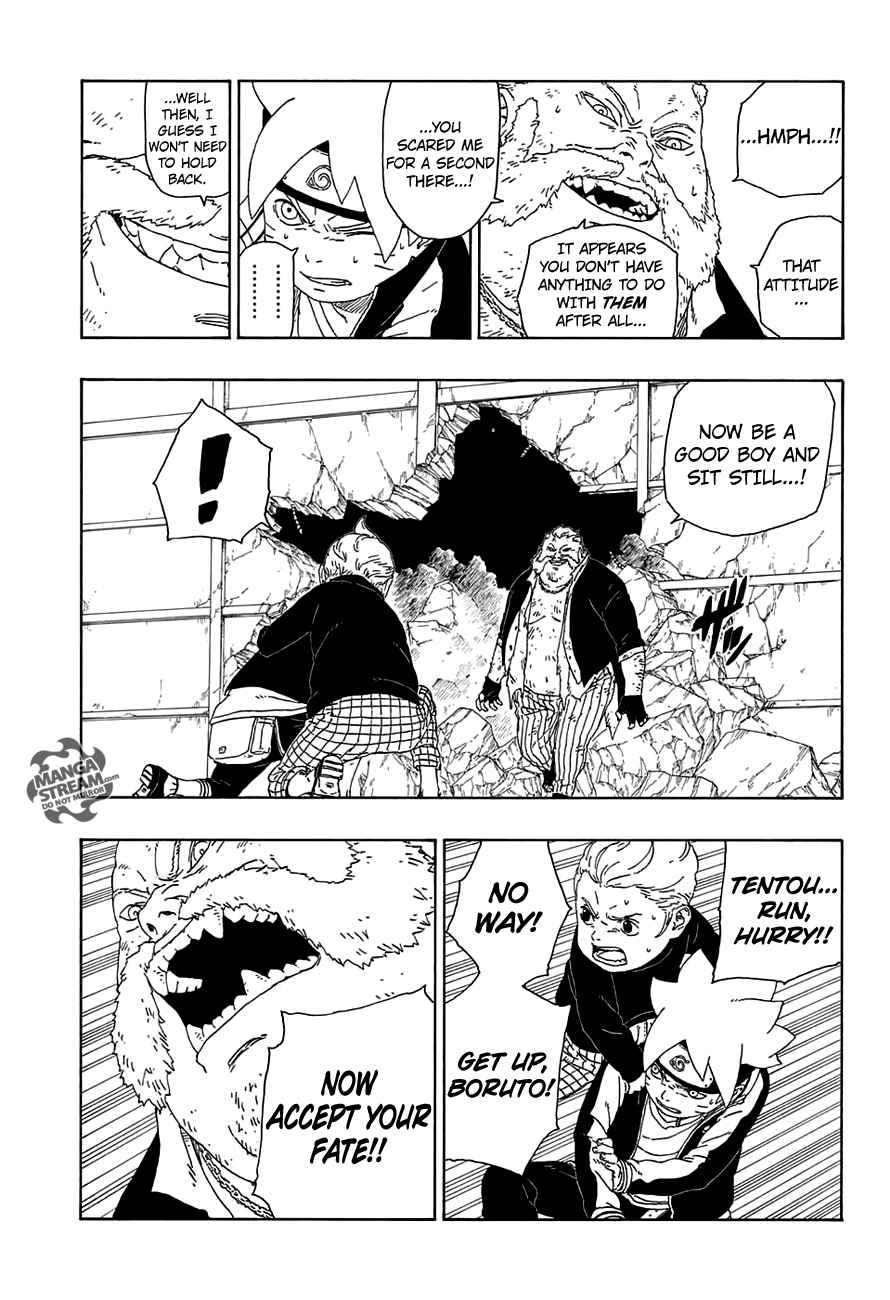 ...HMPH...!!
THAT
ATTITUDE
...
IT APPEARS
YOU DON'T HAVE
ANYTHING TO DO
WITH THEM
AFTER ALL...
...YOU
SCARED ME
FOR A SECOND
THERE...!
...WELL
THEN, I
GUESS I
WON'T NEED
TO HOLD
BACK.
NOW BE A
GOOD BOY AND
SIT STILL...!
!
MANGA
STREAM.com
DO NOT MIRROR
TENTOU...
RUN,
HURRY!!
NO
WAY!
GET UP,
BORUTO!
NOW
ACCEPT YOUR
FATE!!